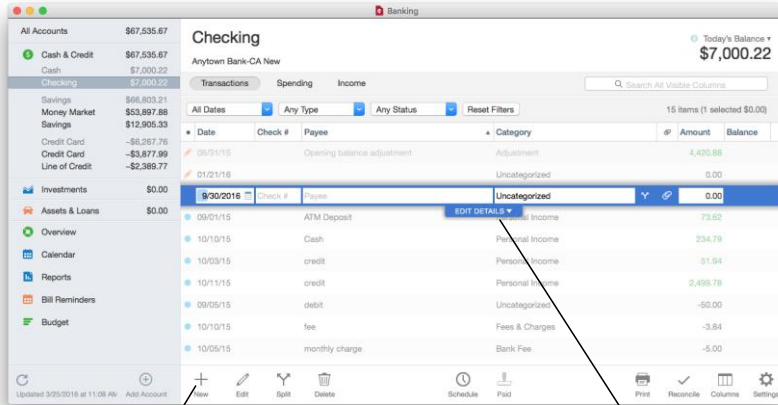 Banking
All Accounts $67,535.67
Cash & Credit $67,535.67
Cash $7,000.22
Checking $7,000.22
Savings $66,803.21
Money Market $53,897.88
Savings $12,905.33
Credit Card -$6,267.76
Credit Card -$3,877.99
Line of Credit -$2,389.77
Investments $0.00
Assets & Loans $0.00
Overview
Calendar
Reports
Bill Reminders
Budget
Updated 3/25/2016 at 11:08 AM Add Account
Checking
Today's Balance
$7,000.22
Anytown Bank-CA New
Transactions Spending Income
Search All Visible Columns
All Dates Any Type Any Status Reset Filters
15 items (1 selected $0.00)
Date Check # Payee Category Amount Balance
08/31/15 Opening balance adjustment Adjustment 4,420.88
01/21/16 Uncategorized 0.00
9/30/2016 Check # Payee Uncategorized 0.00
EDIT DETAILS
09/01/15 ATM Deposit Personal Income 73.62
10/10/15 Cash Personal Income 234.79
10/03/15 credit Personal Income 51.94
10/11/15 credit Personal Income 2,499.78
09/05/15 debit Uncategorized -50.00
10/10/15 fee Fees & Charges -3.84
10/05/15 monthly charge Bank Fee -5.00
New Edit Split Delete Schedule Paid Print Reconcile Columns Settings